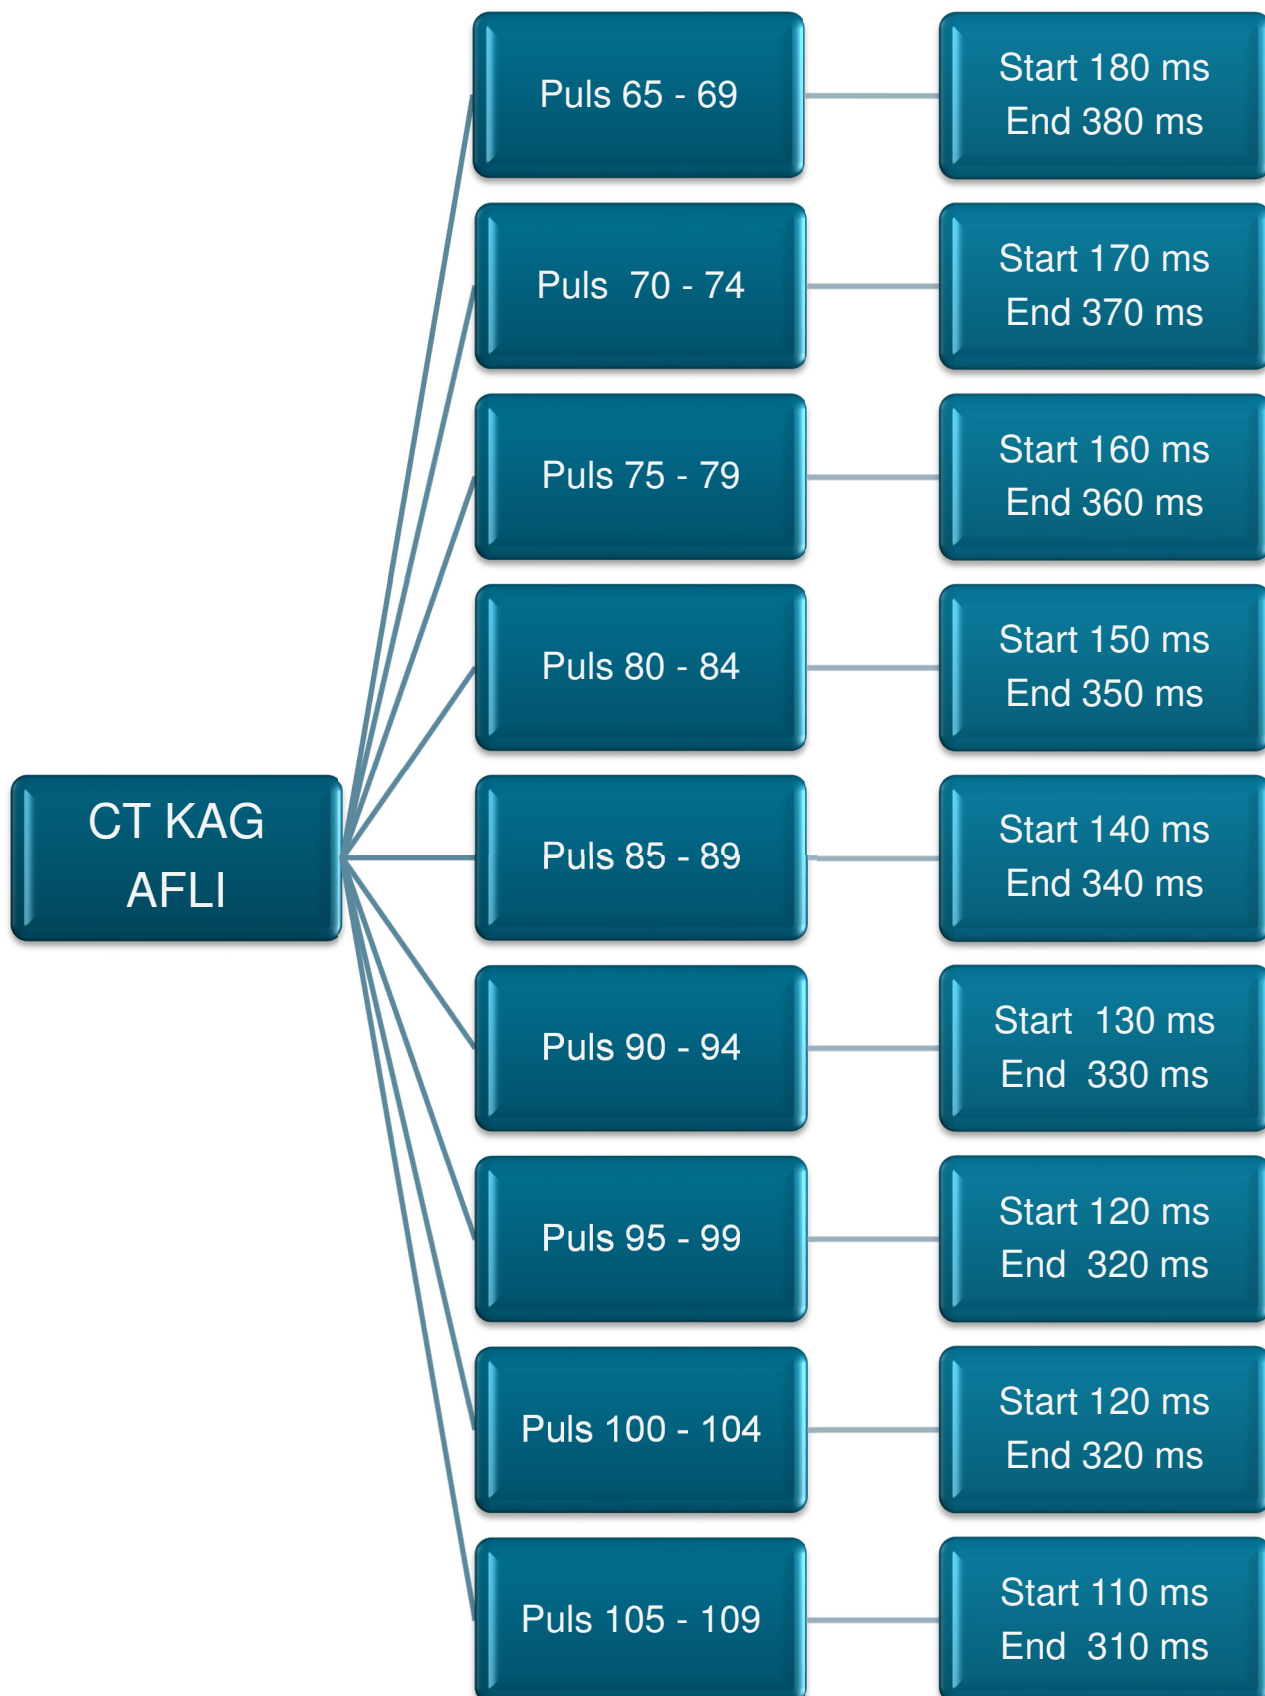 CT KAG
AFLI
Puls 65 - 69
Start 180 ms
End 380 ms
Puls  70 - 74
Start 170 ms
End 370 ms
Puls 75 - 79
Start 160 ms
End 360 ms
Puls 80 - 84
Start 150 ms
End 350 ms
Puls 85 - 89
Start 140 ms
End 340 ms
Puls 90 - 94
Start  130 ms
End  330 ms
Puls 95 - 99
Start 120 ms
End  320 ms
Puls 100 - 104
Start 120 ms
End 320 ms
Puls 105 - 109
Start 110 ms
End  310 ms